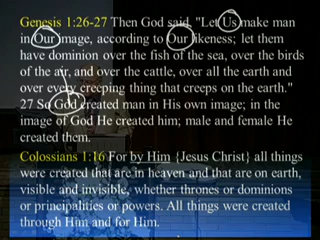 Genesis 1:26-27 Then God said, "Let Us make man
in Our image, according to Our likeness; let them
have dominion over the fish of the sea, over the birds
of the air, and over the cattle, over all the earth and
over every creeping thing that creeps on the earth."
27 So God created man in His own image; in the
image of God He created him; male and female He
created them.
Colossians 1:16 For by Him {Jesus Christ} all things
were created that are in heaven and that are on earth,
visible and invisible, whether thrones or dominions
or principalities or powers. All things were created
through Him and for Him.